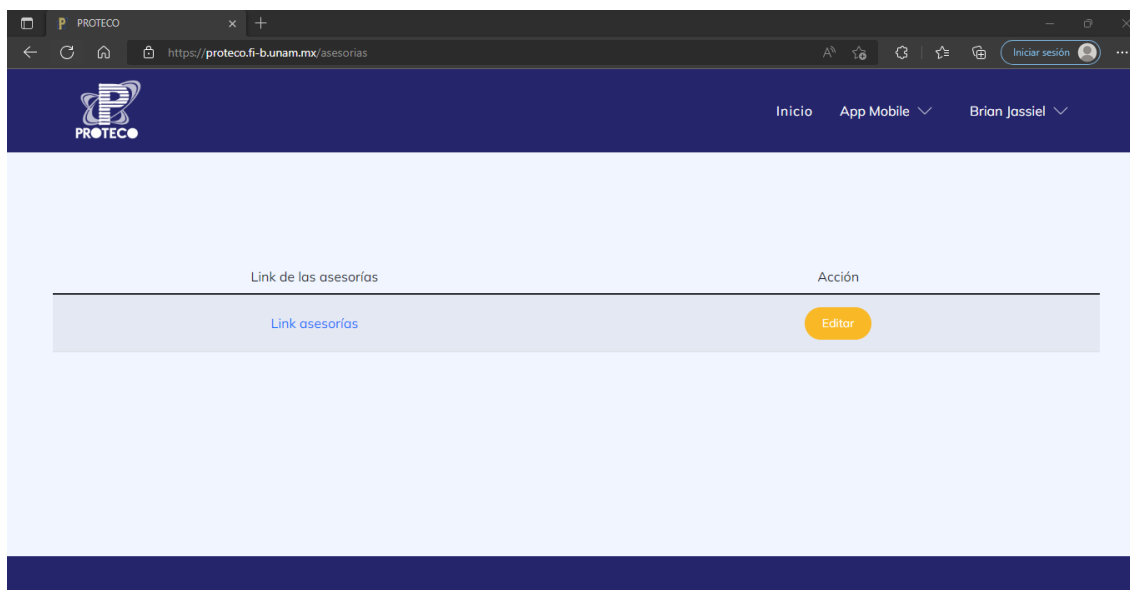 PROTECO
https://proteco.fi-b.unam.mx/asesorias
Iniciar sesión
PROTECO
Inicio App Mobile Brian Jassiel
Link de las asesorías Acción
Link asesorías Editar